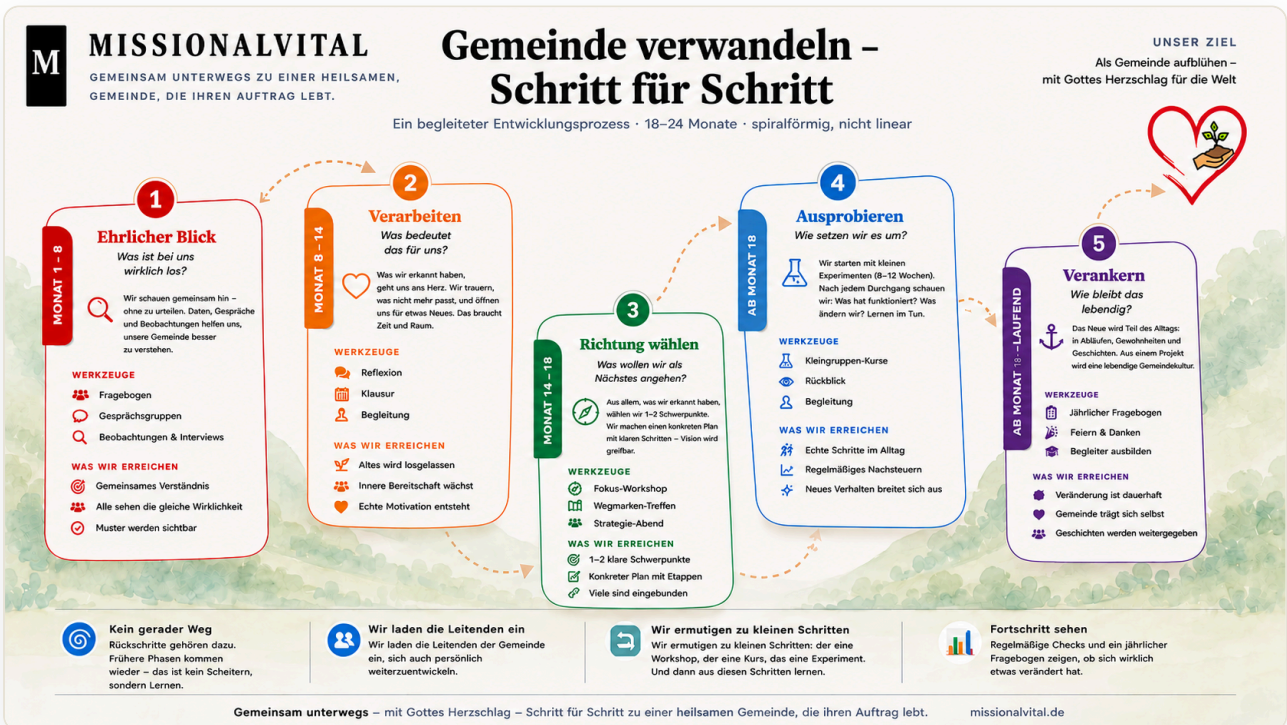 M
MISSIONALVITAL
GEMEINSAM UNTERWEGS ZU EINER HEILSAMEN,
GEMEINDE, DIE IHREN AUFTRAG LEBT.
Gemeinde verwandeln –
Schritt für Schritt
Ein begleiteter Entwicklungsprozess · 18–24 Monate · spiralförmig, nicht linear
UNSER ZIEL
Als Gemeinde aufblühen –
mit Gottes Herzschlag für die Welt
1
MONAT 1 – 8
Ehrlicher Blick
Was ist bei uns
wirklich los?
Wir schauen gemeinsam hin –
ohne zu urteilen. Daten, Gespräche
und Beobachtungen helfen uns,
unsere Gemeinde besser
zu verstehen.
WERKZEUGE
Fragebogen
Gesprächsgruppen
Beobachtungen & Interviews
WAS WIR ERREICHEN
Gemeinsames Verständnis
Alle sehen die gleiche Wirklichkeit
Muster werden sichtbar
2
MONAT 8 – 14
Verarbeiten
Was bedeutet
das für uns?
Was wir erkannt haben,
geht uns ans Herz. Wir trauern,
was nicht mehr passt, und öffnen
uns für etwas Neues. Das braucht
Zeit und Raum.
WERKZEUGE
Reflexion
Klausur
Begleitung
WAS WIR ERREICHEN
Altes wird losgelassen
Innere Bereitschaft wächst
Echte Motivation entsteht
3
MONAT 14 – 18
Richtung wählen
Was wollen wir als
Nächstes angehen?
Aus allem, was wir erkannt haben,
wählen wir 1–2 Schwerpunkte.
Wir machen einen konkreten Plan
mit klaren Schritten – Vision wird
greifbar.
WERKZEUGE
Fokus-Workshop
Wegmarken-Treffen
Strategie-Abend
WAS WIR ERREICHEN
1–2 klare Schwerpunkte
Konkreter Plan mit Etappen
Viele sind eingebunden
4
AB MONAT 18
Ausprobieren
Wie setzen wir es um?
Wir starten mit kleinen
Experimenten (8–12 Wochen).
Nach jedem Durchgang schauen
wir: Was hat funktioniert? Was
ändern wir? Lernen im Tun.
WERKZEUGE
Kleingruppen-Kurse
Rückblick
Begleitung
WAS WIR ERREICHEN
Echte Schritte im Alltag
Regelmäßiges Nachsteuern
Neues Verhalten breitet sich aus
5
AB MONAT 18·–LAUFEND
Verankern
Wie bleibt das
lebendig?
Das Neue wird Teil des Alltags:
in Abläufen, Gewohnheiten und
Geschichten. Aus einem Projekt
wird eine lebendige Gemeindekultur.
WERKZEUGE
Jährlicher Fragebogen
Feiern & Danken
Begleiter ausbilden
WAS WIR ERREICHEN
Veränderung ist dauerhaft
Gemeinde trägt sich selbst
Geschichten werden weitergegeben
Kein gerader Weg
Rückschritte gehören dazu.
Frühere Phasen kommen
wieder – das ist kein Scheitern,
sondern Lernen.
Wir laden die Leitenden ein
Wir laden die Leitenden der Gemeinde
ein, sich auch persönlich
weiterzuentwickeln.
Wir ermutigen zu kleinen Schritten
Wir ermutigen zu kleinen Schritten: der eine
Workshop, der eine Kurs, das eine Experiment.
Und dann aus diesen Schritten lernen.
Fortschritt sehen
Regelmäßige Checks und ein jährlicher
Fragebogen zeigen, ob sich wirklich
etwas verändert hat.
Gemeinsam unterwegs – mit Gottes Herzschlag – Schritt für Schritt zu einer heilsamen Gemeinde, die ihren Auftrag lebt.
missionalvital.de